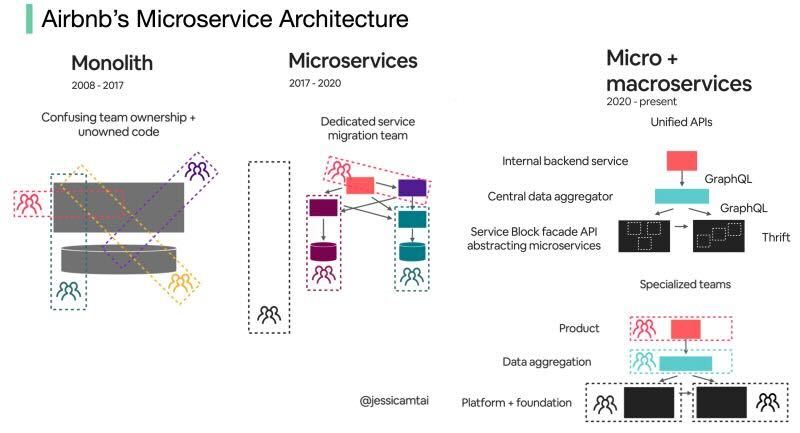 Airbnb's Microservice Architecture
Monolith
2008 - 2017
Confusing team ownership +
unowned code
Microservices
2017 - 2020
Dedicated service
migration team
@jessicamtai
Micro +
macroservices
2020 - present
Unified APIs
Internal backend service
GraphQL
Central data aggregator
GraphQL
Service Block facade API
abstracting microservices
Thrift
Specialized teams
Product
Data aggregation
Platform + foundation